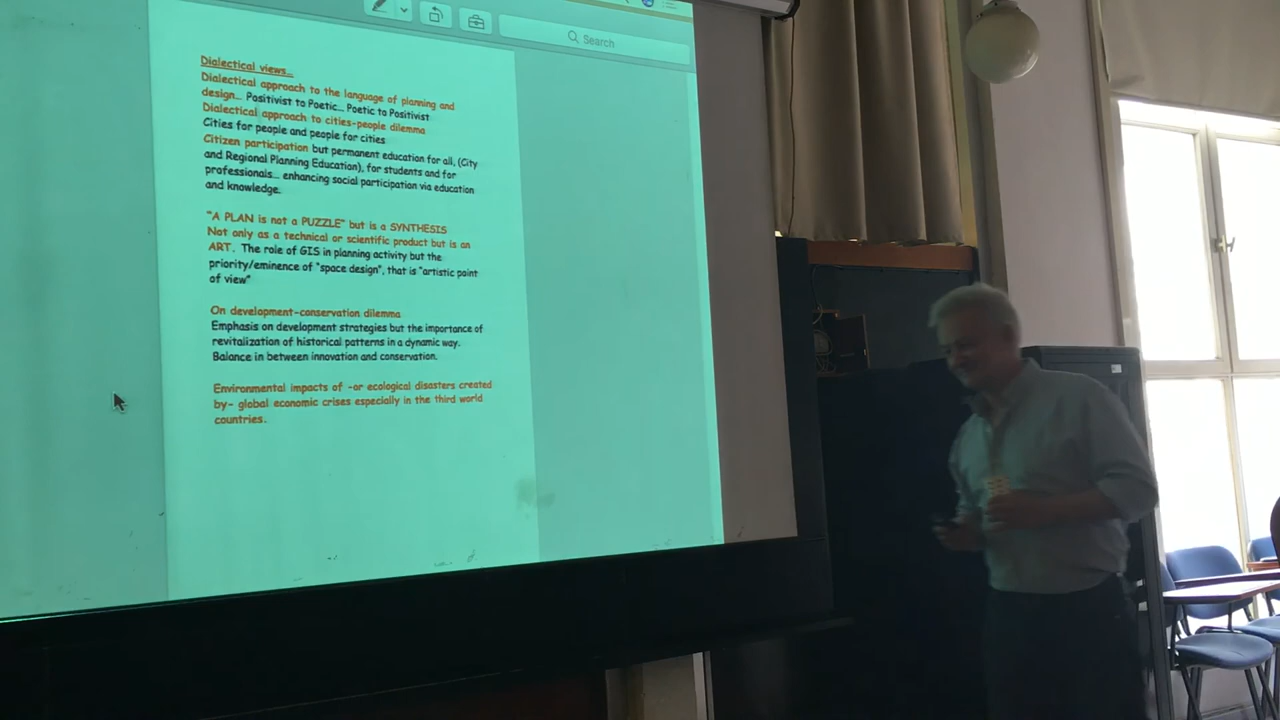 Search
Dialectical views...
Dialectical approach to the language of planning and
design... Positivist to Poetic... Poetic to Positivist
Dialectical approach to cities-people dilemma
Cities for people and people for cities
Citizen participation but permanent education for all, (City
and Regional Planning Education), for students and for
professionals... enhancing social participation via education
and knowledge.
"A PLAN is not a PUZZLE" but is a SYNTHESIS
Not only as a technical or scientific product but is an
ART. The role of GIS in planning activity but the
priority/eminence of "space design", that is "artistic point
of view"
On development-conservation dilemma
Emphasis on development strategies but the importance of
revitalization of historical patterns in a dynamic way.
Balance in between innovation and conservation.
Environmental impacts of -or ecological disasters created
by- global economic crises especially in the third world
countries.